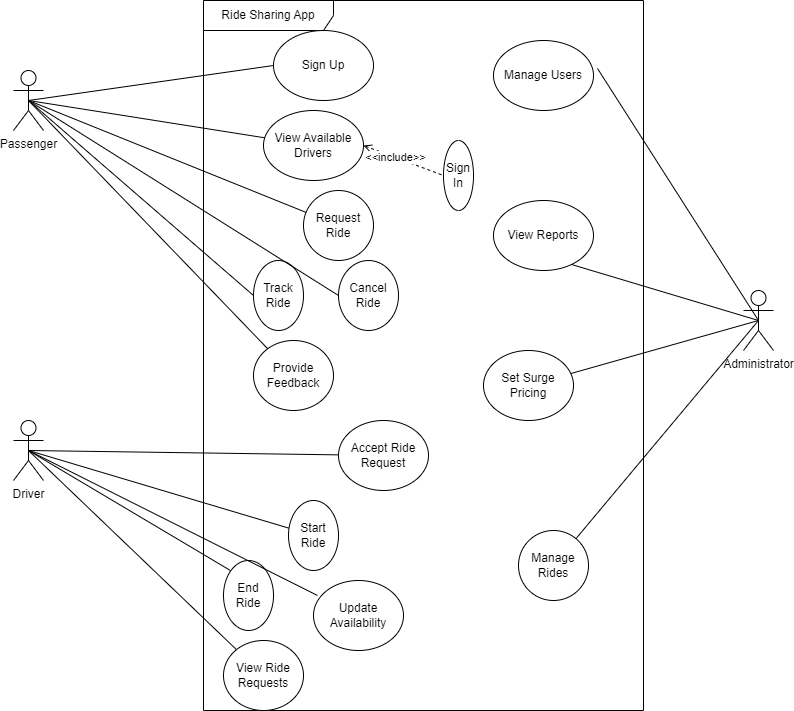 Ride Sharing App
Sign Up
Manage Users
Passenger
View Available
Drivers
<<include>>
Sign
In
Request
Ride
View Reports
Track
Ride
Cancel
Ride
Administrator
Provide
Feedback
Set Surge
Pricing
Accept Ride
Request
Driver
Start
Ride
Manage
Rides
End
Ride
Update
Availability
View Ride
Requests